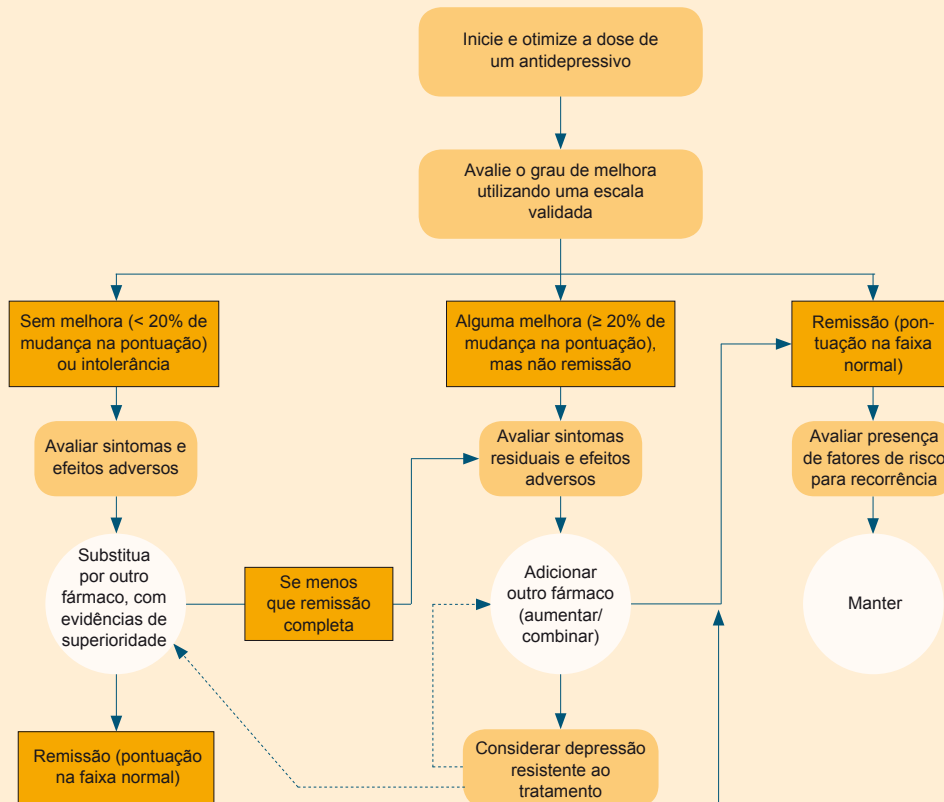 Inicie e otimize a dose de
um antidepressivo
Avalie o grau de melhora
utilizando uma escala
validada
Sem melhora (< 20% de
mudança na pontuação)
ou intolerância
Alguma melhora (≥ 20% de
mudança na pontuação),
mas não remissão
Remissão (pon-
tuação na faixa
normal)
Avaliar sintomas e
efeitos adversos
Avaliar sintomas
residuais e efeitos
adversos
Avaliar presença
de fatores de risco
para recorrência
Substitua
por outro
fármaco, com
evidências de
superioridade
Se menos
que remissão
completa
Adicionar
outro fármaco
(aumentar/
combinar)
Manter
Remissão (pontuação
na faixa normal)
Considerar depressão
resistente ao
tratamento